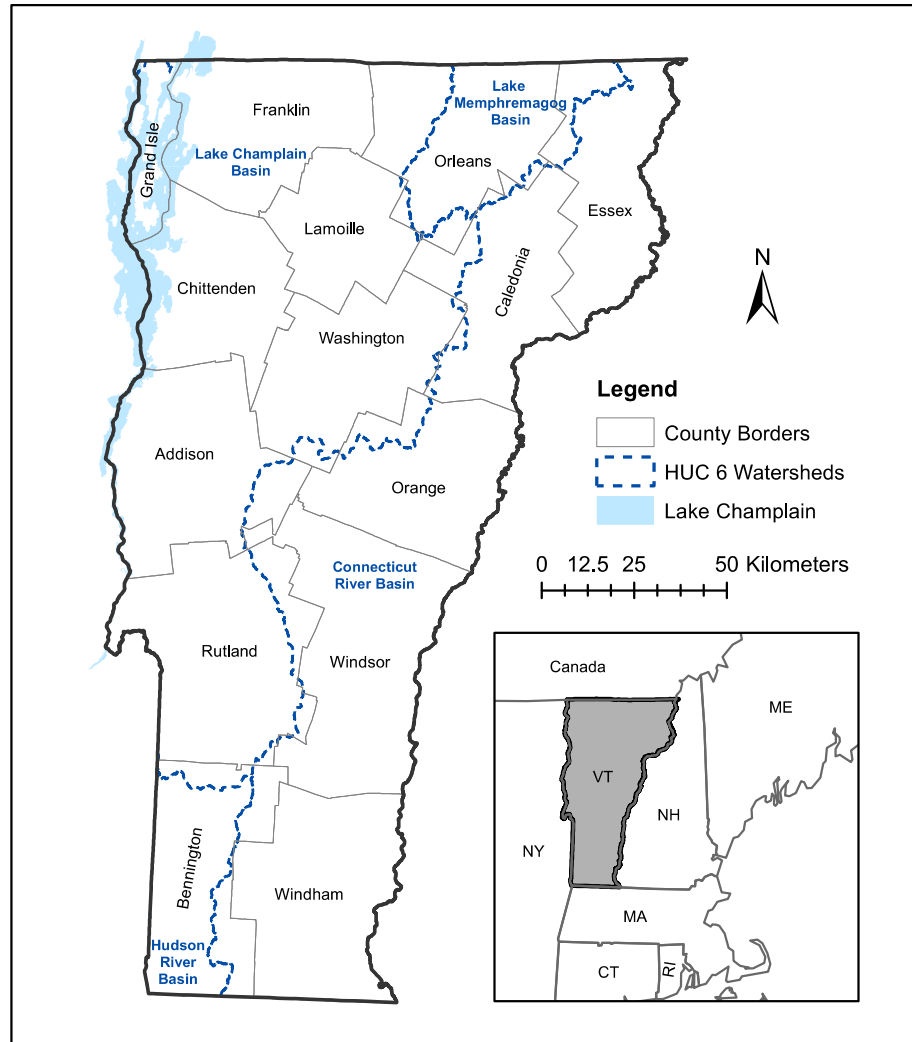 Franklin
Lake
Memphremagog
Basin
Grand Isle
Lake Champlain
Basin
Orleans
Lamoille
Essex
Caledonia
Chittenden
Washington
N
Addison
Orange
Legend
County Borders
HUC 6 Watersheds
Lake Champlain
0 12.5 25 50 Kilometers
Connecticut
River Basin
Rutland
Windsor
Bennington
Windham
Hudson
River
Basin
Canada
ME
VT
NH
NY
MA
CT
RI